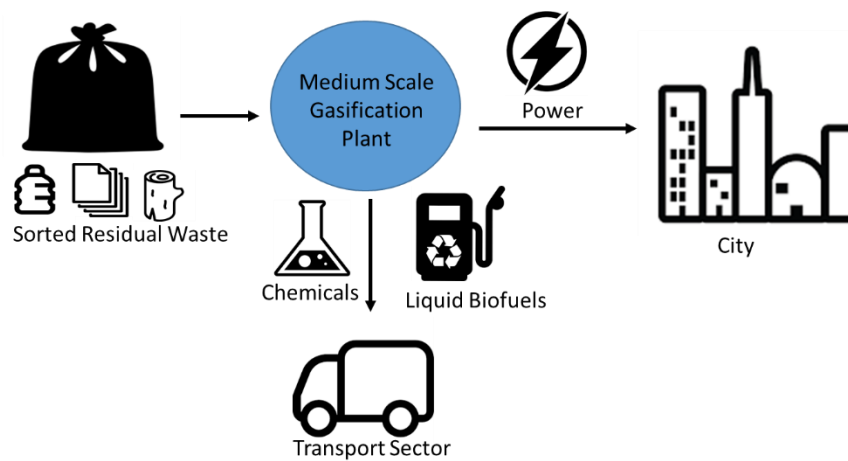 Medium Scale
Gasification
Plant
Power
Sorted Residual Waste
City
Chemicals
Liquid Biofuels
Transport Sector